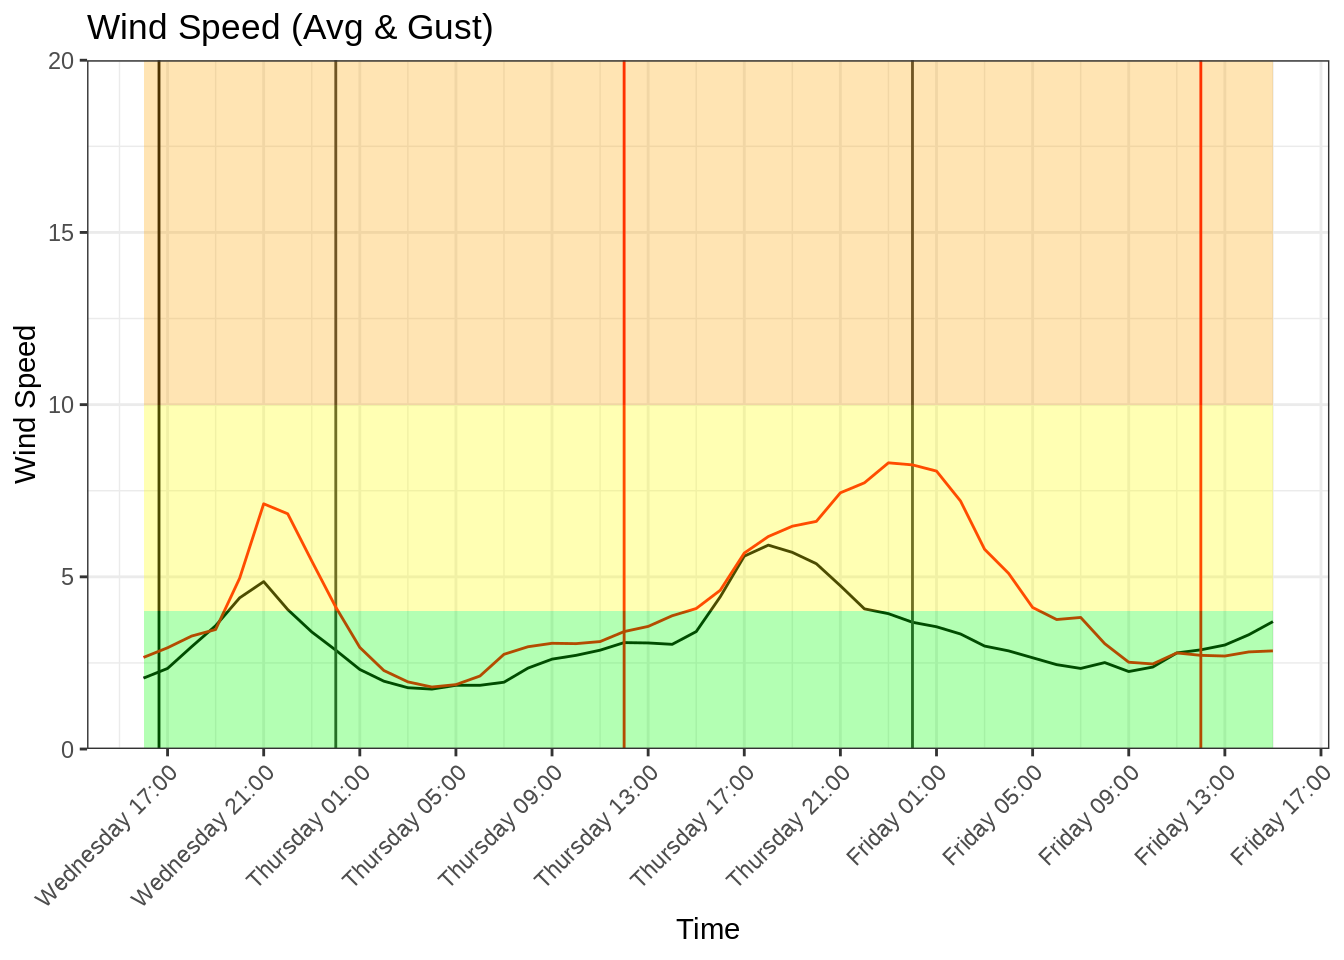 Wind Speed (Avg & Gust)
20
15
10
5
0
Wind Speed
Wednesday 17:00
Wednesday 21:00
Thursday 01:00
Thursday 05:00
Thursday 09:00
Thursday 13:00
Thursday 17:00
Thursday 21:00
Friday 01:00
Friday 05:00
Friday 09:00
Friday 13:00
Friday 17:00
Time